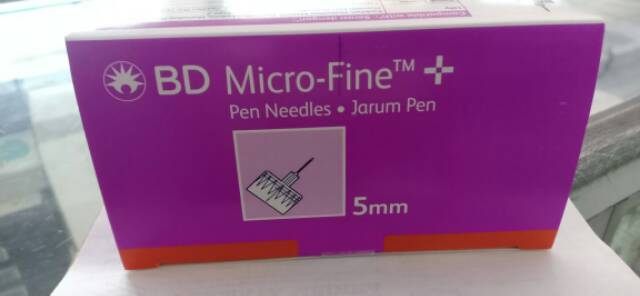 BD Micro-Fine™ +
Pen Needles • Jarum Pen
5mm